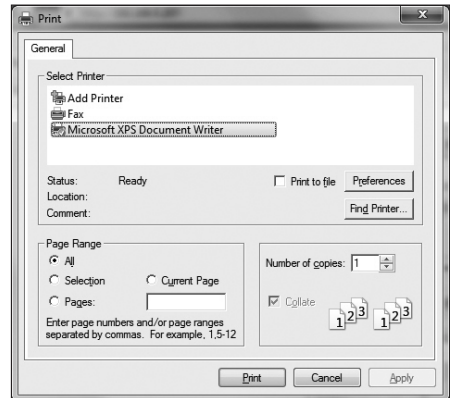 Print
General
Select Printer
Add Printer
Fax
Microsoft XPS Document Writer
Status: Ready
Print to file
Preferences
Location:
Comment:
Find Printer...
Page Range
All
Selection
Current Page
Pages:
Enter page numbers and/or page ranges
separated by commas. For example, 1,5-12
Number of copies: 1
Collate
1 2 3 1 2 3
Print Cancel Apply